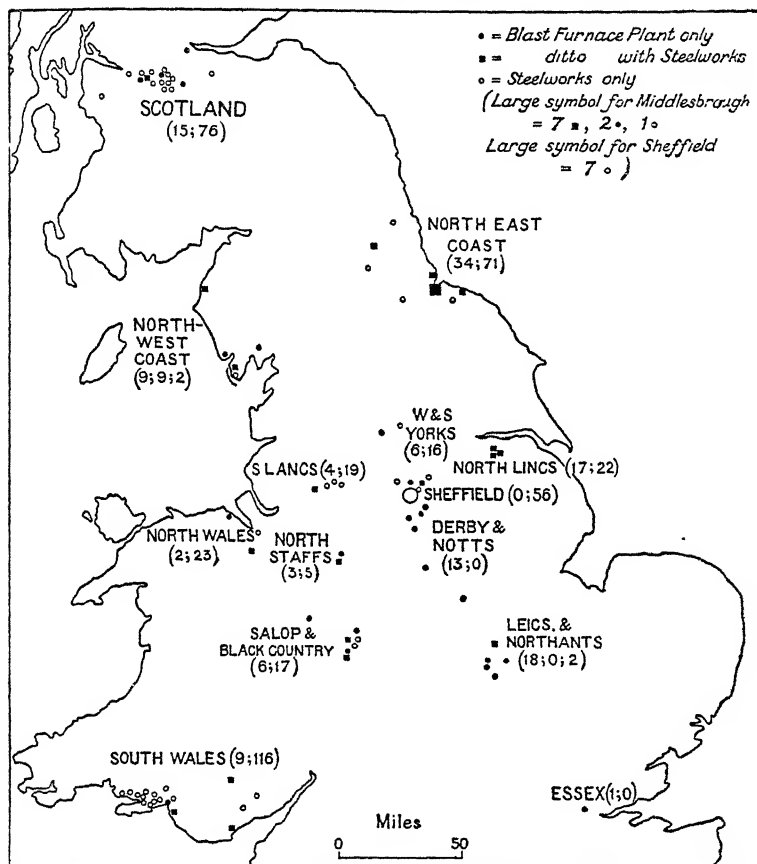 • = Blast Furnace Plant only
■ = ditto with Steelworks
○ = Steelworks only
(Large symbol for Middlesbrough
= 7 ■, 2 •, 1 ○
Large symbol for Sheffield
= 7 ○)
SCOTLAND
(15;76)
NORTH EAST
COAST
(34;71)
NORTH-
WEST
COAST
(9;9;2)
W&S
YORKS
(6;16)
S LANCS (4;19)
NORTH LINCS (17;22)
SHEFFIELD (0;56)
NORTH WALES
(2;23)
NORTH
STAFFS
(3;5)
DERBY &
NOTTS
(13;0)
SALOP &
BLACK COUNTRY
(6;17)
LEICS. &
NORTHANTS
(18;0;2)
SOUTH WALES (9;116)
ESSEX (1;0)
Miles
0 50